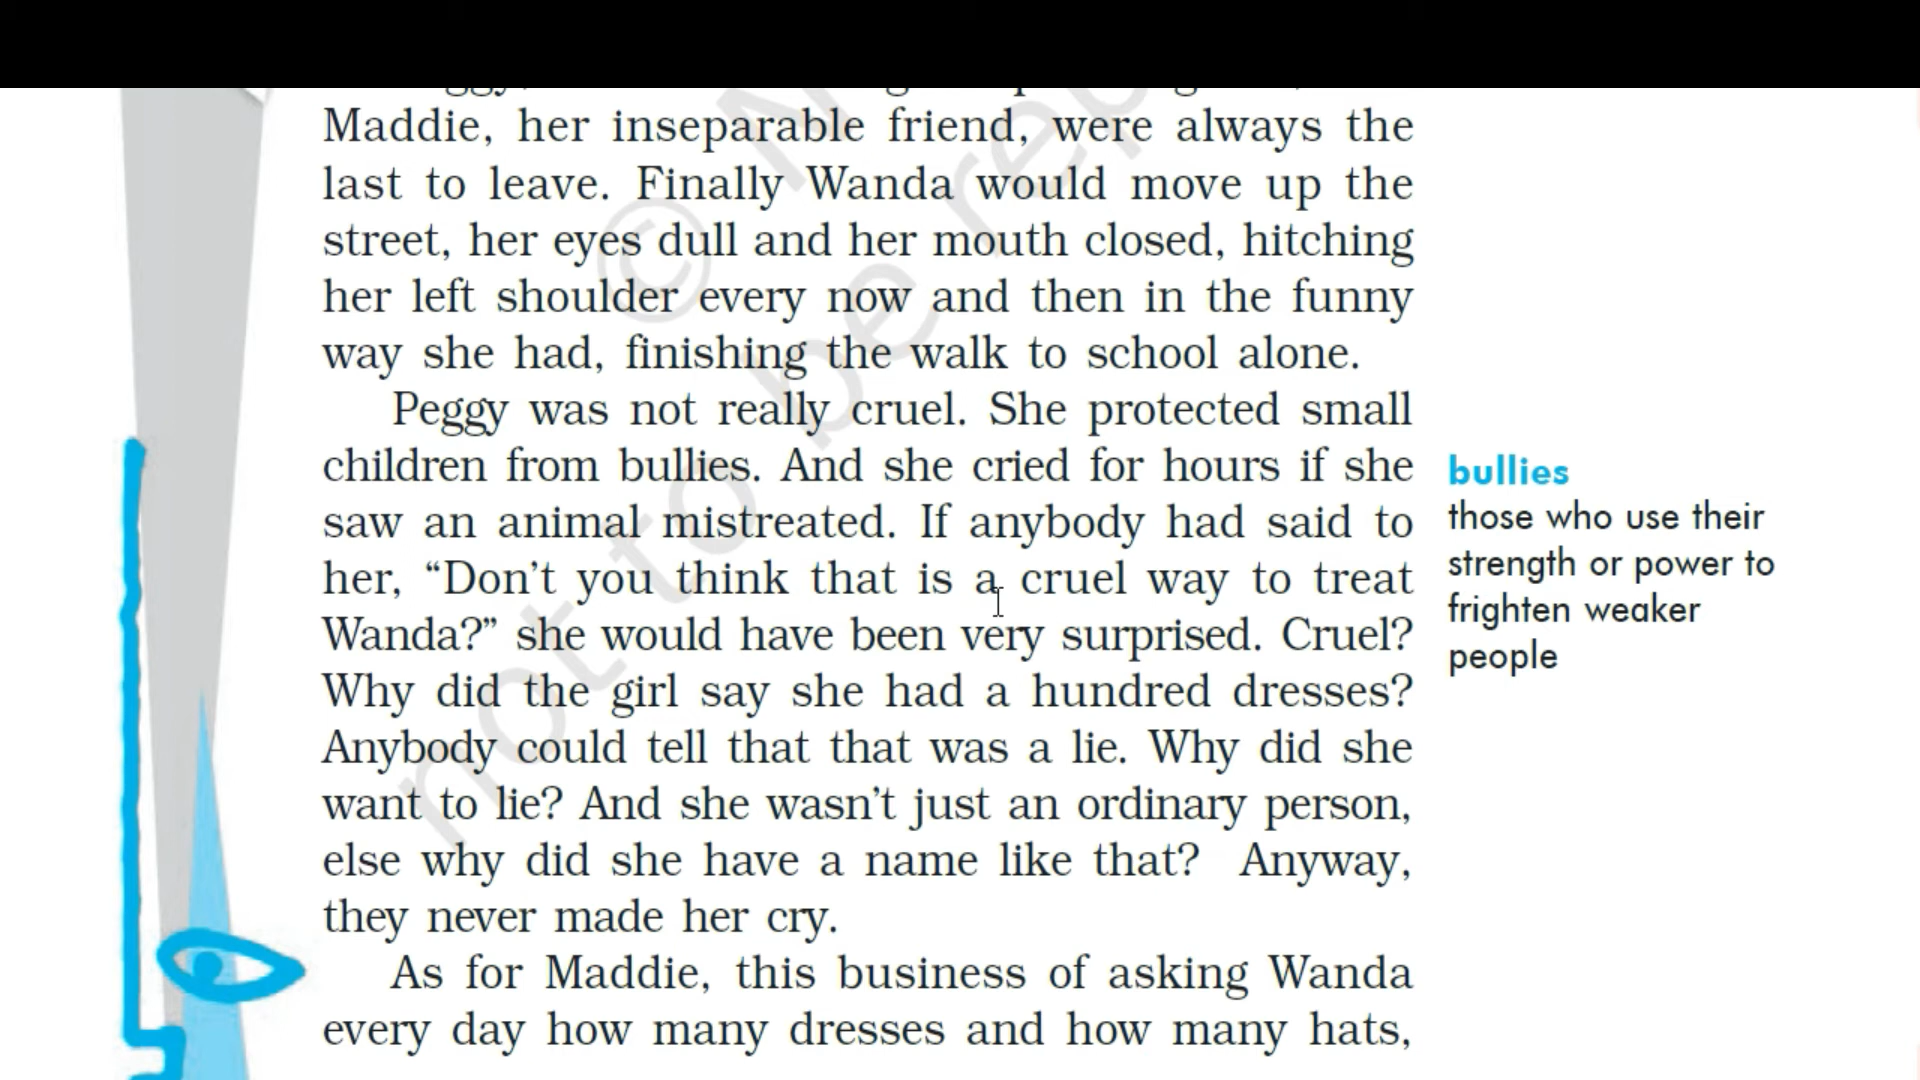 Maddie, her inseparable friend, were always the
last to leave. Finally Wanda would move up the
street, her eyes dull and her mouth closed, hitching
her left shoulder every now and then in the funny
way she had, finishing the walk to school alone.
Peggy was not really cruel. She protected small
children from bullies. And she cried for hours if she
saw an animal mistreated. If anybody had said to
her, “Don’t you think that is a cruel way to treat
Wanda?” she would have been very surprised. Cruel?
Why did the girl say she had a hundred dresses?
Anybody could tell that that was a lie. Why did she
want to lie? And she wasn’t just an ordinary person,
else why did she have a name like that? Anyway,
they never made her cry.
As for Maddie, this business of asking Wanda
every day how many dresses and how many hats,
bullies
those who use their
strength or power to
frighten weaker
people
©
not to be